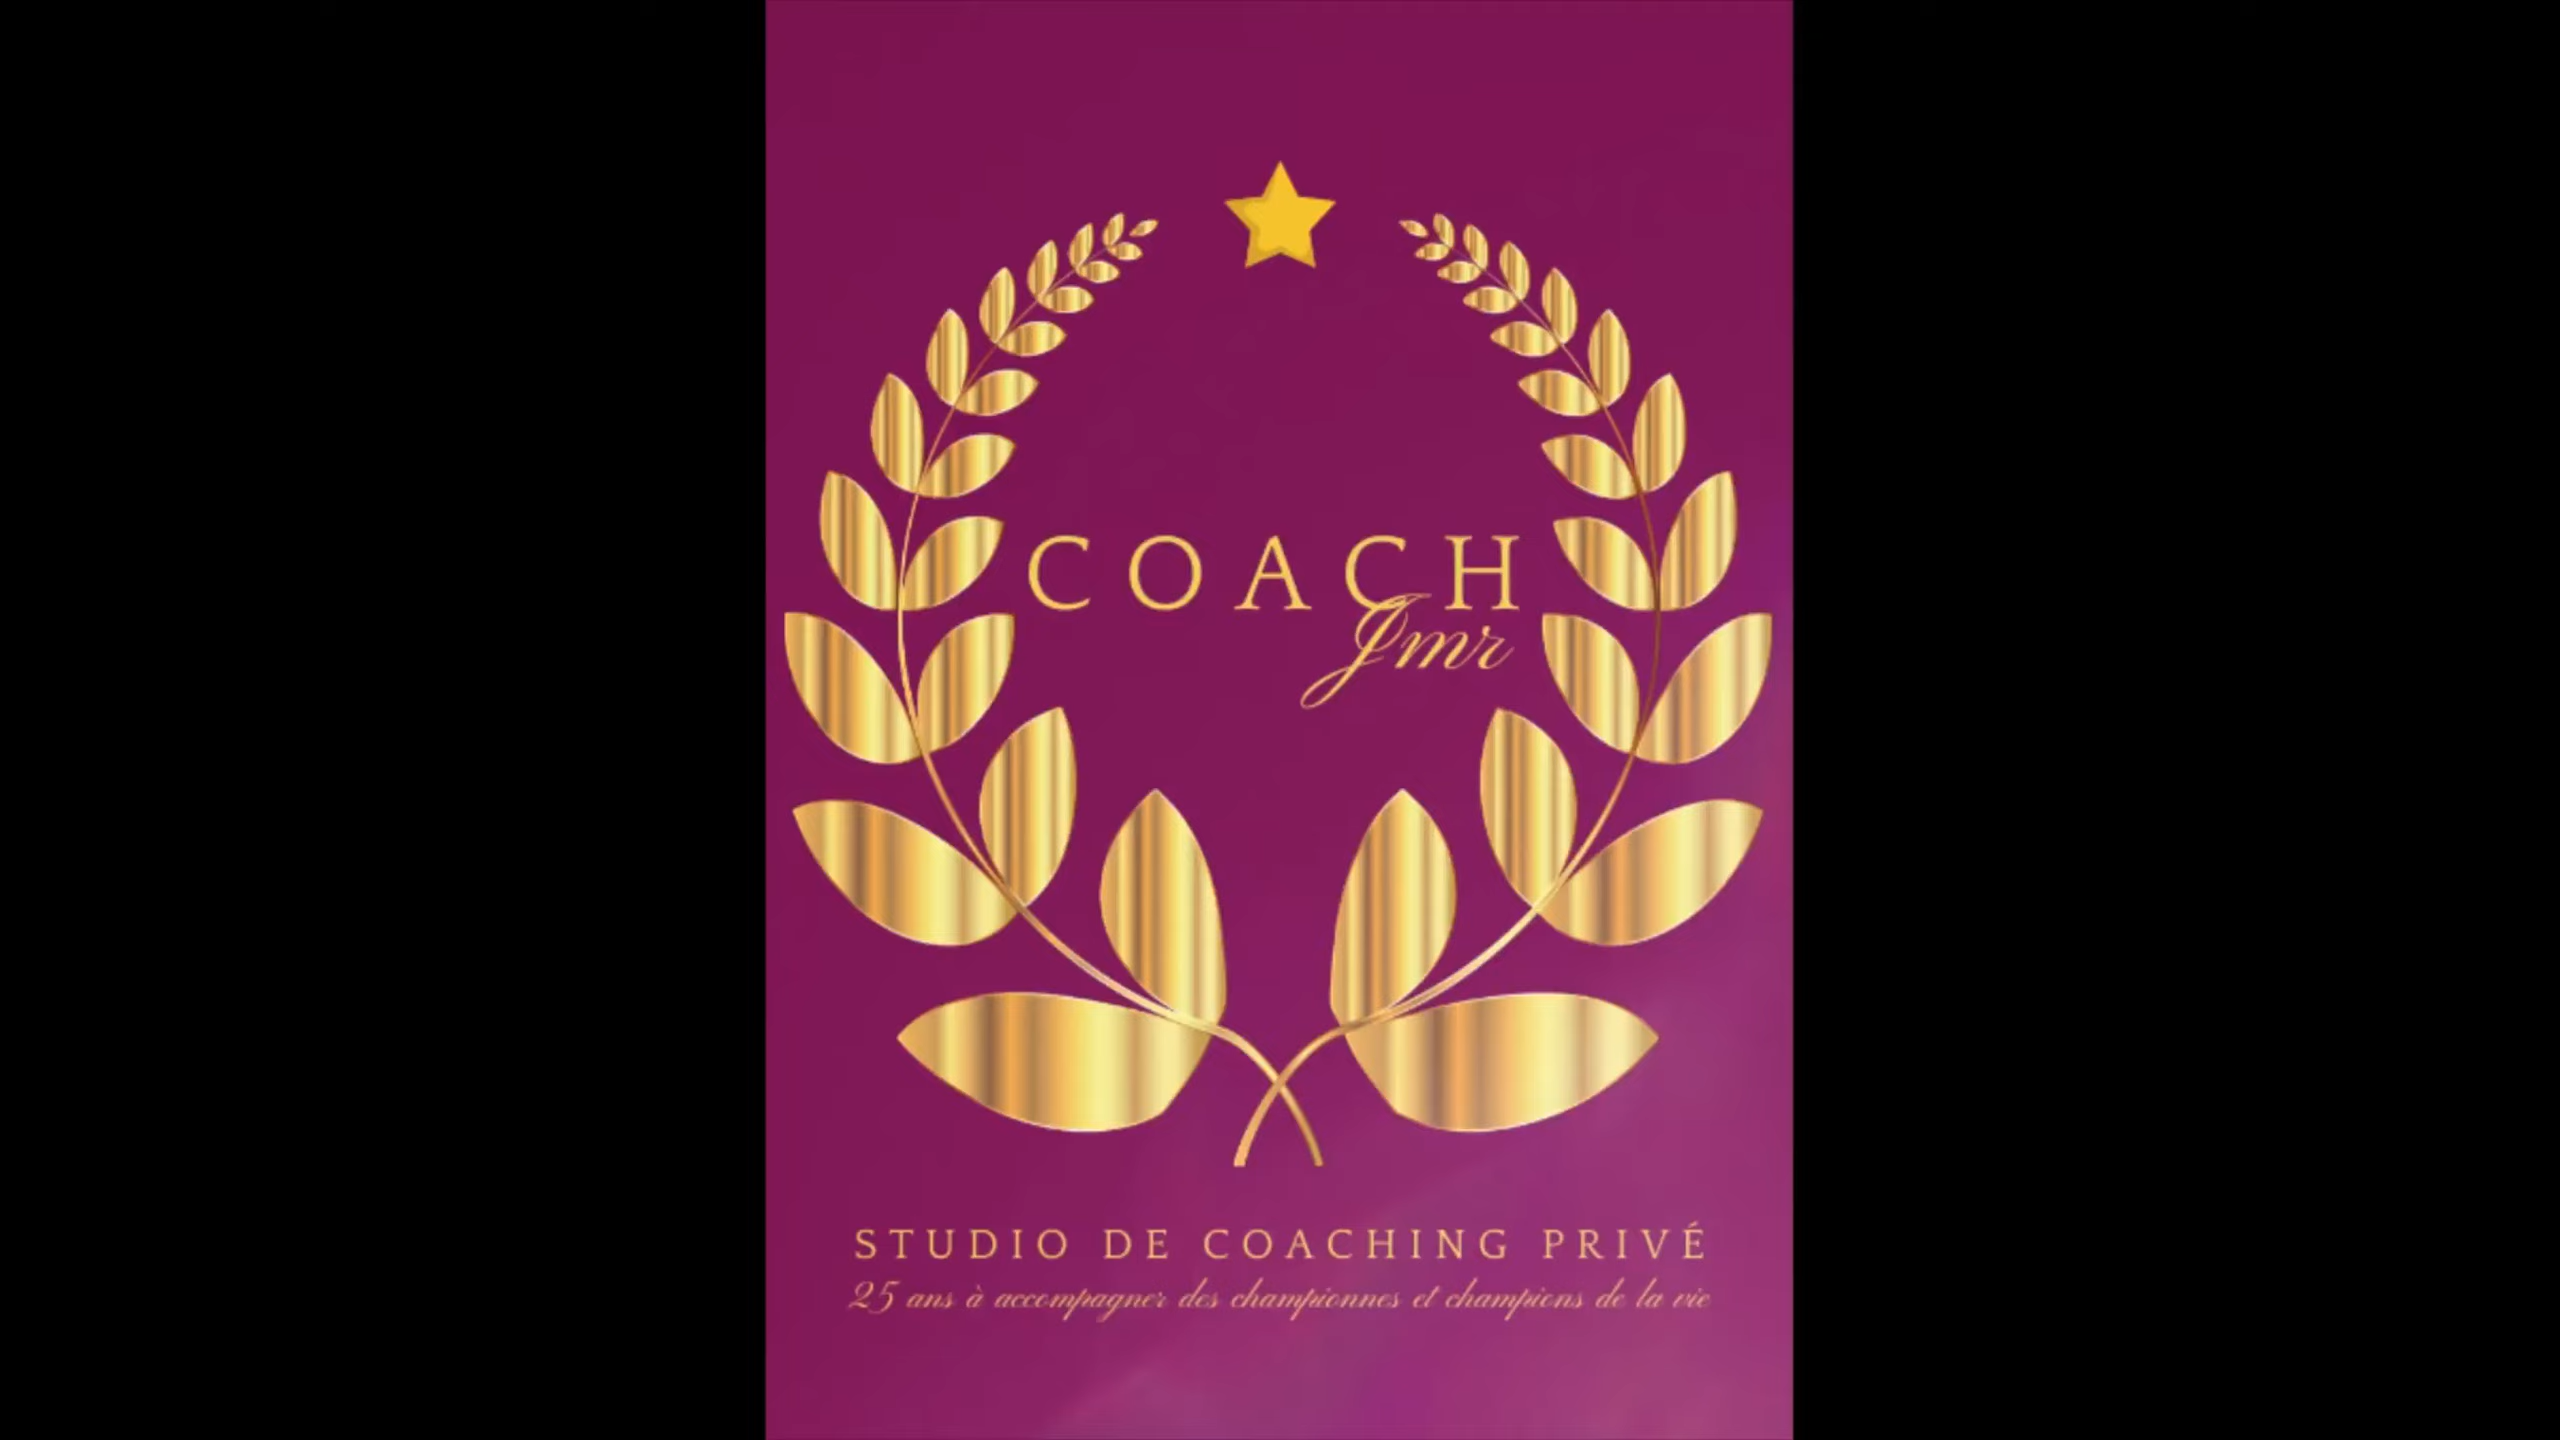 COACH
Jmr
STUDIO DE COACHING PRIVÉ
25 ans à accompagner des championnes et champions de la vie